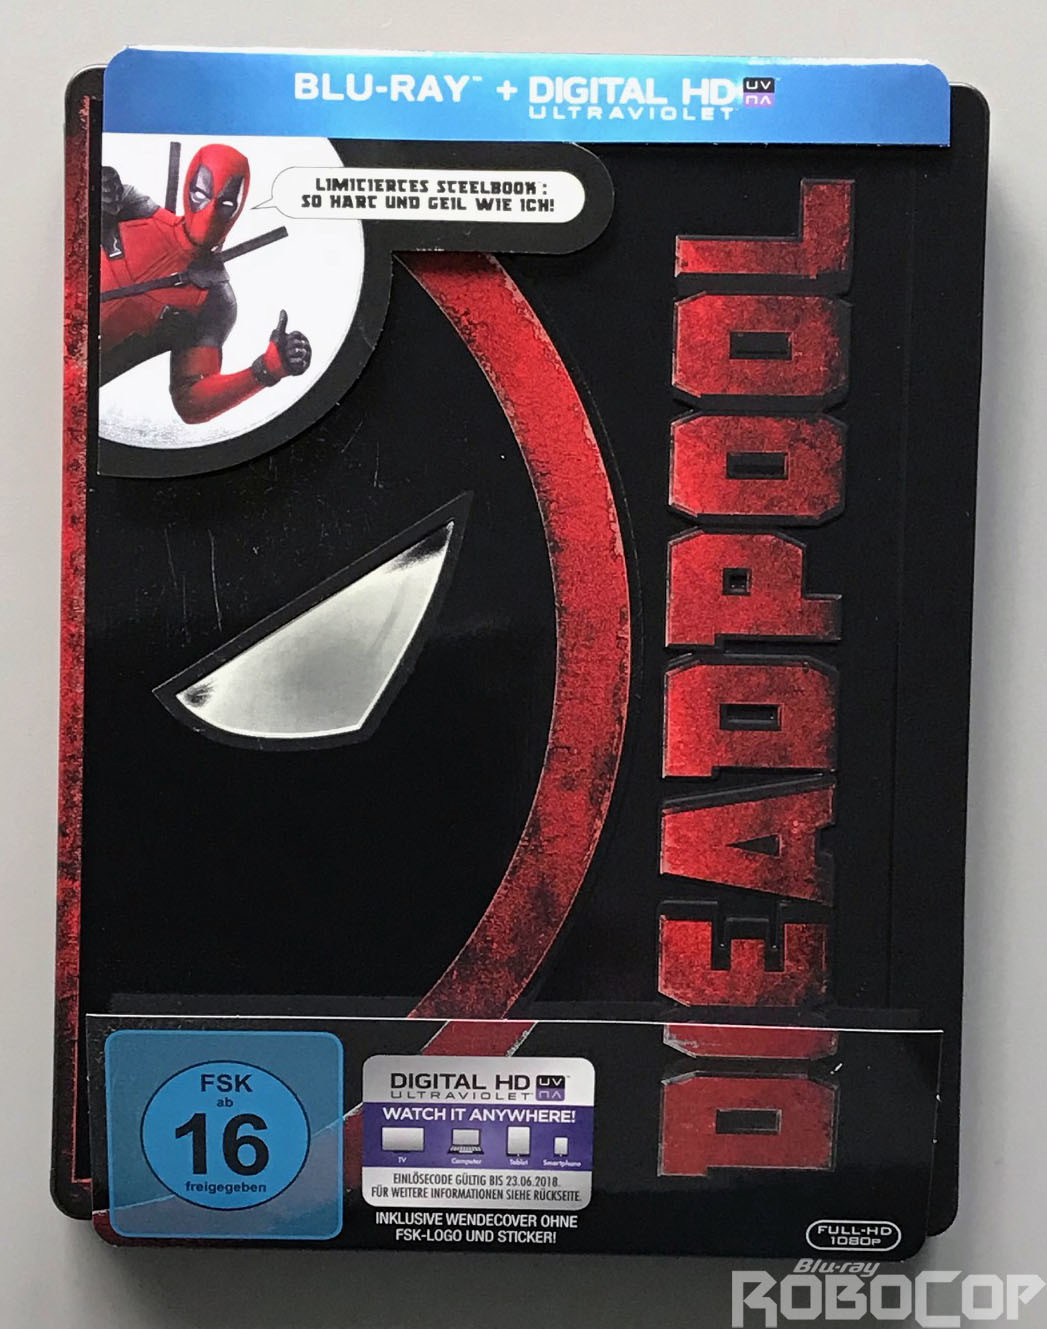 BLU-RAY™ + DIGITAL HD UV
ULTRAVIOLET™
LIMITIERTES STEELBOOK:
SO HART UND GEIL WIE ICH!
DEADPOOL
FSK
ab
16
freigegeben
DIGITAL HD UV
ULTRAVIOLET
WATCH IT ANYWHERE!
TV Computer Tablet Smartphone
EINLÖSECODE GÜLTIG BIS 23.06.2018.
FÜR WEITERE INFORMATIONEN SIEHE RÜCKSEITE.
INKLUSIVE WENDECOVER OHNE
FSK-LOGO UND STICKER!
FULL-HD
1080P
Blu-ray
ROBOCOP